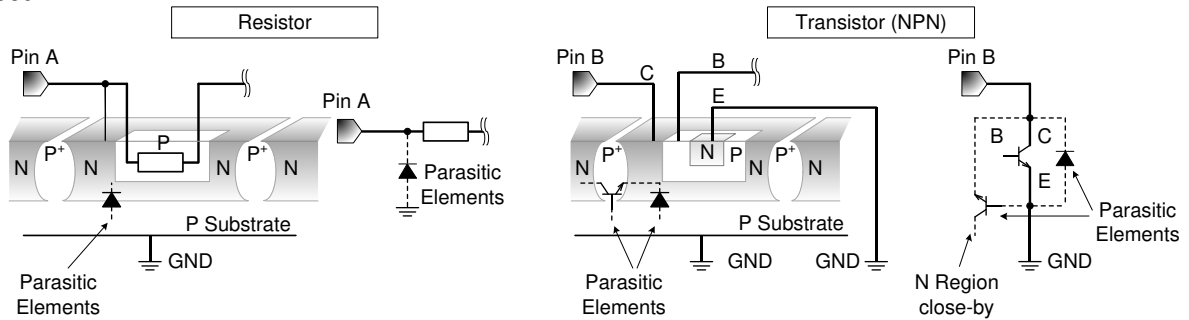 Resistor
Pin A
N
P+
N
P
N
P+
N
P Substrate
GND
Parasitic
Elements
Pin A
Parasitic
Elements
Transistor (NPN)
Pin B
C
B
E
N
P+
N
N
P
N
P+
N
P Substrate
GND
GND
Parasitic
Elements
Pin B
B
C
E
Parasitic
Elements
GND
N Region
close-by